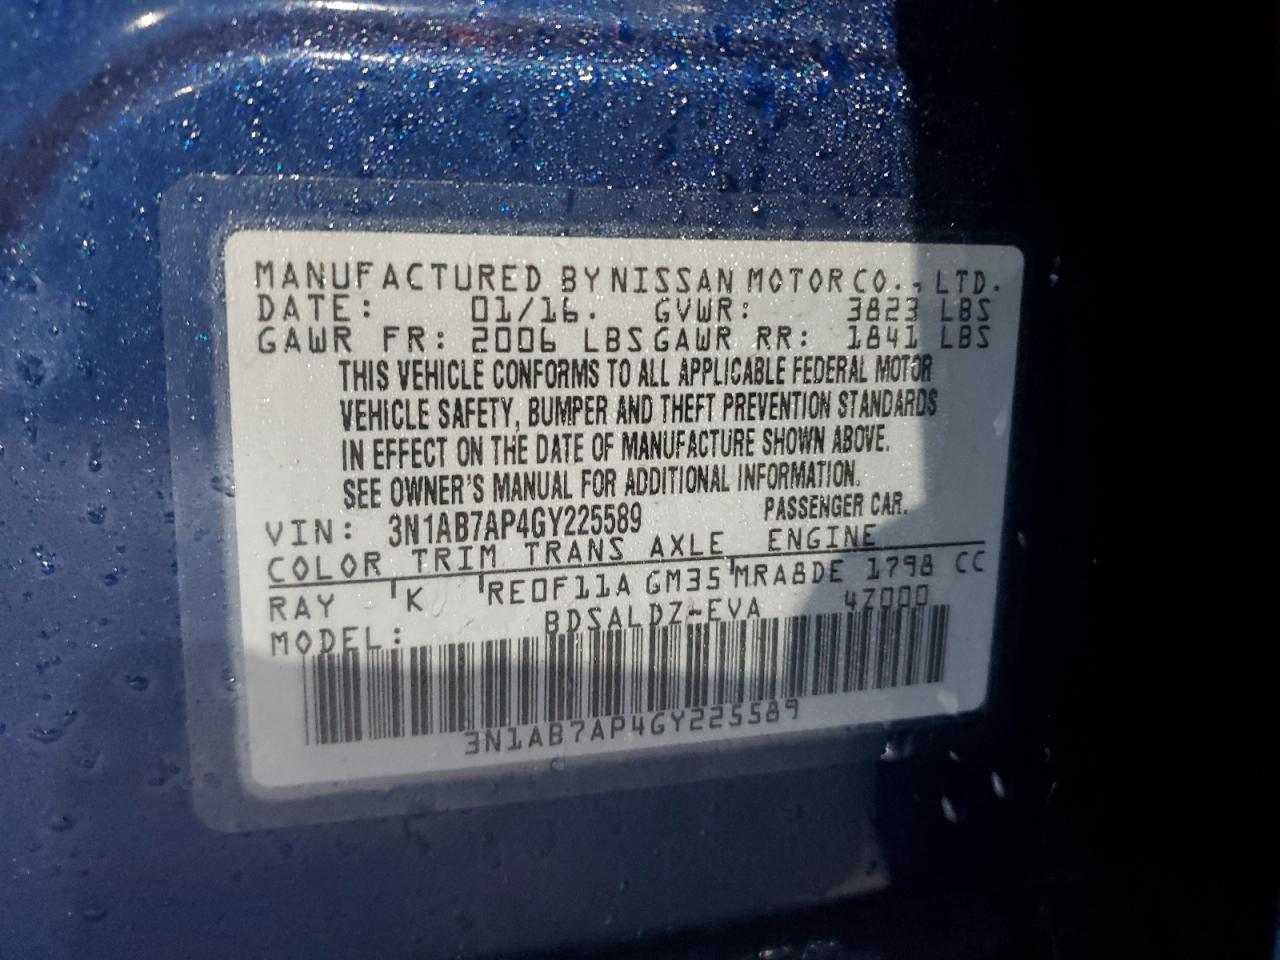 MANUFACTURED BY NISSAN MOTOR CO., LTD.
DATE: 01/16. GVWR: 3823 LBS
GAWR FR: 2006 LBS GAWR RR: 1841 LBS
THIS VEHICLE CONFORMS TO ALL APPLICABLE FEDERAL MOTOR
VEHICLE SAFETY, BUMPER AND THEFT PREVENTION STANDARDS
IN EFFECT ON THE DATE OF MANUFACTURE SHOWN ABOVE.
SEE OWNER'S MANUAL FOR ADDITIONAL INFORMATION.
VIN: 3N1AB7AP4GY225589 PASSENGER CAR.
COLOR TRIM TRANS AXLE ENGINE
RAY K RE0F11A GM35 MRA8DE 1798 CC
MODEL: BDSALDZ-EVA 4Z000
3N1AB7AP4GY225589